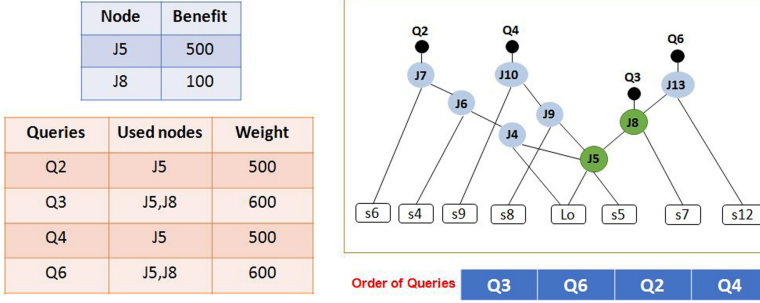 Node Benefit
J5 500
J8 100
Queries Used nodes Weight
Q2 J5 500
Q3 J5,J8 600
Q4 J5 500
Q6 J5,J8 600
Q2 Q4 Q6
Q3
J7 J10 J13
J6 J9 J8
J4
J5
s6 s4 s9 s8 Lo s5 s7 s12
Order of Queries Q3 Q6 Q2 Q4